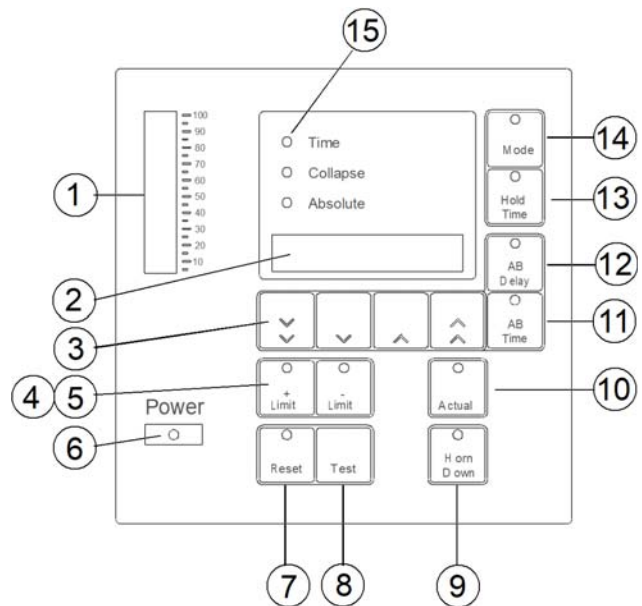 15
100
90
80
70
60
50
40
30
20
10
Time
Collapse
Absolute
Mode
Hold
Time
AB
Delay
AB
Time
+
Limit
-
Limit
Actual
Power
Reset
Test
Horn
Down
1
2
3
4
5
6
7
8
9
10
11
12
13
14